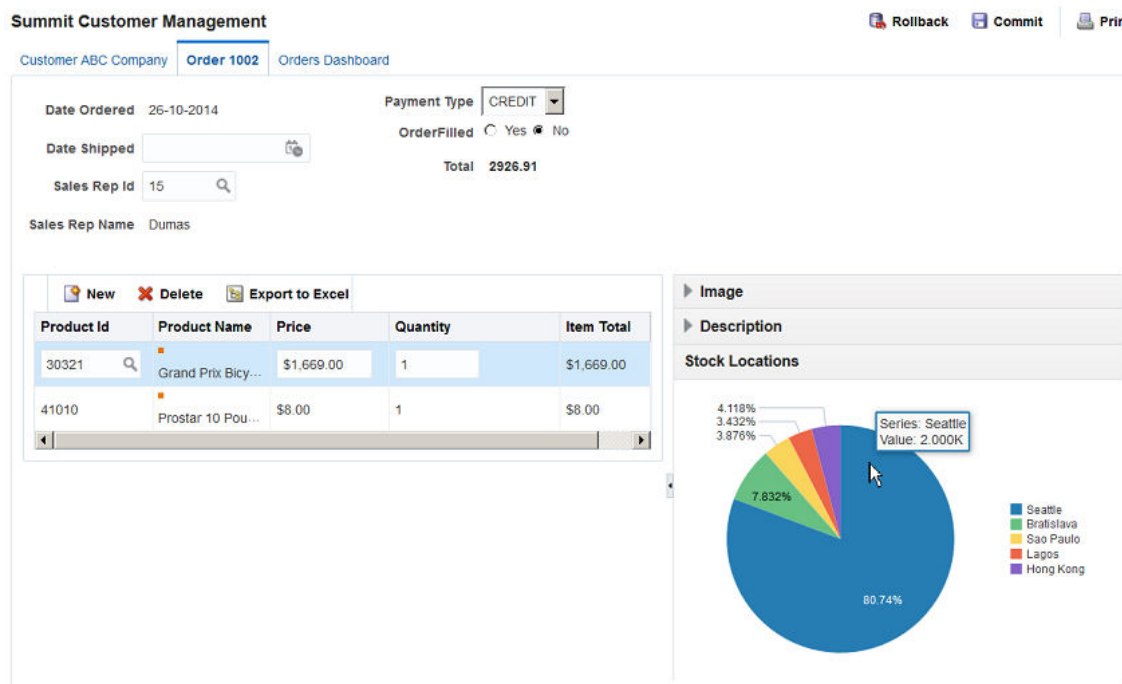 Summit Customer Management
Rollback Commit
Customer ABC Company Order 1002 Orders Dashboard
Date Ordered 26-10-2014
Payment Type CREDIT
OrderFilled Yes No
Date Shipped
Total 2926.91
Sales Rep Id 15
Sales Rep Name Dumas
New Delete Export to Excel
Product Id Product Name Price Quantity Item Total
30321 Grand Prix Bicy... $1,669.00 1 $1,669.00
41010 Prostar 10 Pou... $8.00 1 $8.00
Image
Description
Stock Locations
4.118%
3.432%
3.876%
Series: Seattle
Value: 2.000K
7.832%
80.74%
Seattle
Bratislava
Sao Paulo
Lagos
Hong Kong